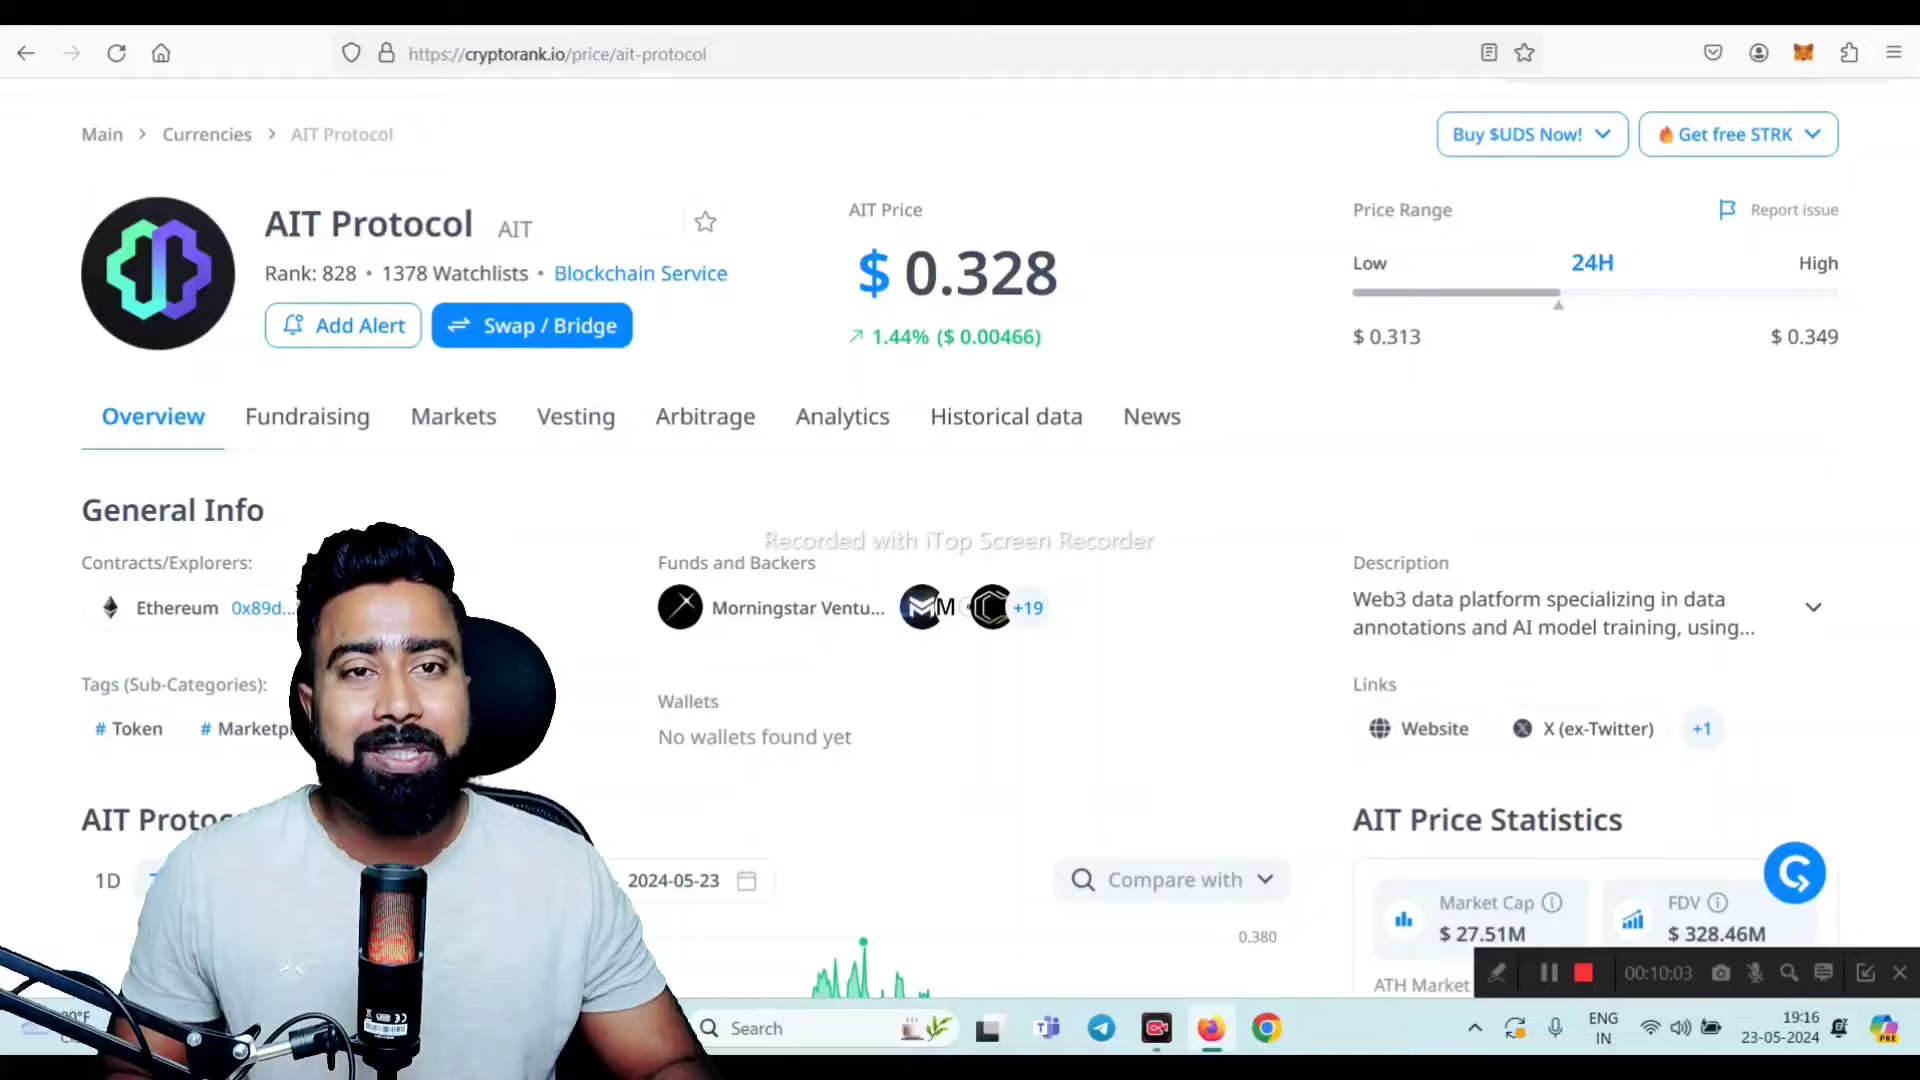 https://cryptorank.io/price/ait-protocol
Main > Currencies > AIT Protocol
Buy $UDS Now!
Get free STRK
AIT Protocol AIT
Rank: 828 • 1378 Watchlists • Blockchain Service
Add Alert
Swap / Bridge
AIT Price
$ 0.328
1.44% ($ 0.00466)
Price Range
Report issue
Low 24H High
$ 0.313 $ 0.349
Overview Fundraising Markets Vesting Arbitrage Analytics Historical data News
General Info
Recorded with iTop Screen Recorder
Contracts/Explorers:
Ethereum 0x89d...
Funds and Backers
Morningstar Ventu... M +19
Description
Web3 data platform specializing in data
annotations and AI model training, using...
Tags (Sub-Categories):
# Token # Marketpl
Wallets
No wallets found yet
Links
Website X (ex-Twitter) +1
AIT Protoc
AIT Price Statistics
1D
2024-05-23
Compare with
0.380
Market Cap
$ 27.51M
FDV
$ 328.46M
ATH Market
00:10:03
Search
ENG
IN
19:16
23-05-2024
PRE